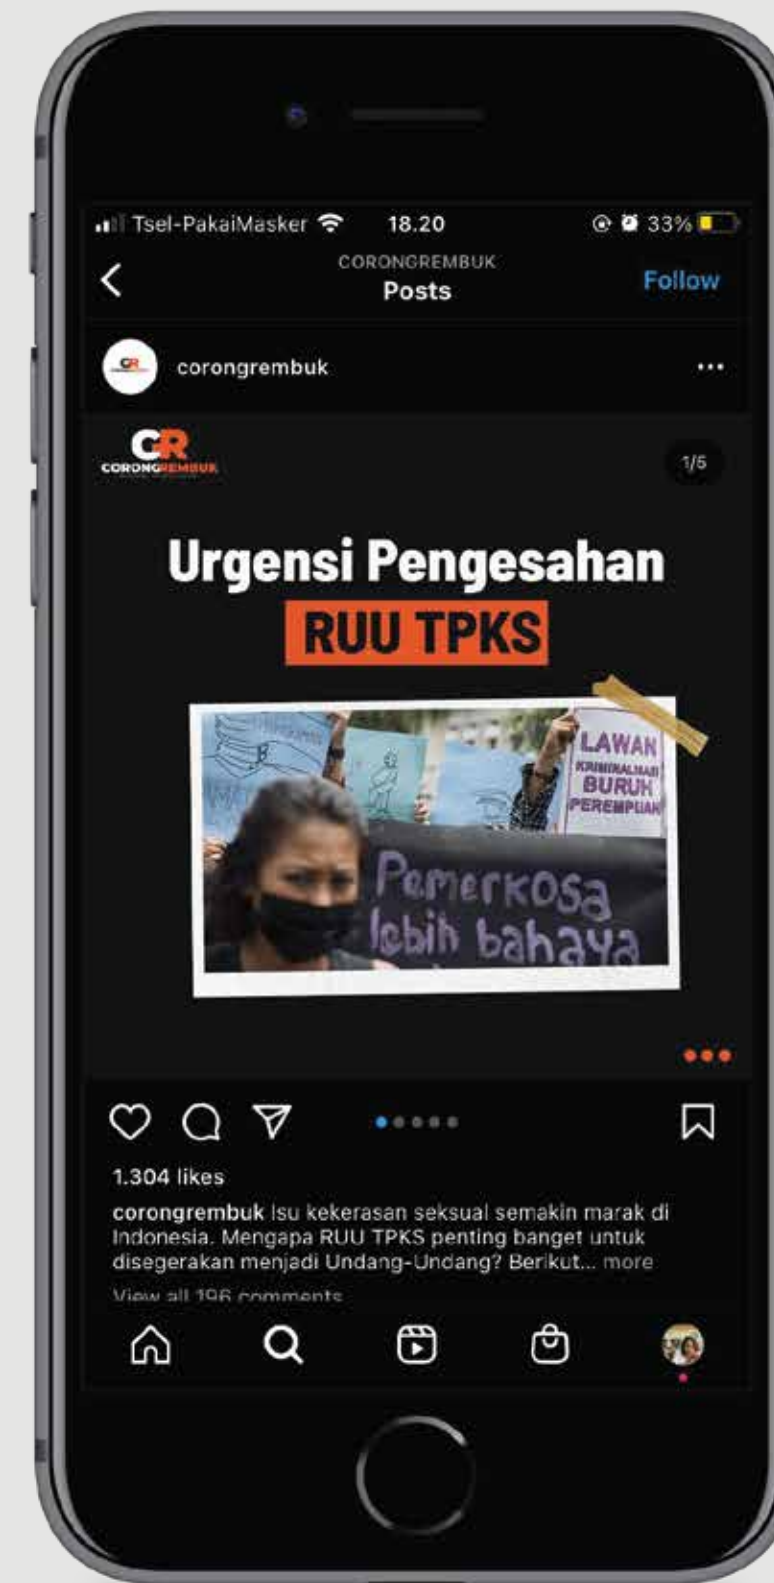 Tsel-PakaiMasker 18.20 33%
CORONGREMBUK
Posts
Follow
corongrembuk
GR
CORONGREMBUK
1/5
Urgensi Pengesahan
RUU TPKS
LAWAN
KRIMINALISASI
BURUH
PEREMPUAN
Pemerkosa
lebih bahaya
1.304 likes
corongrembuk Isu kekerasan seksual semakin marak di
Indonesia. Mengapa RUU TPKS penting banget untuk
disegerakan menjadi Undang-Undang? Berikut... more
View all 196 comments